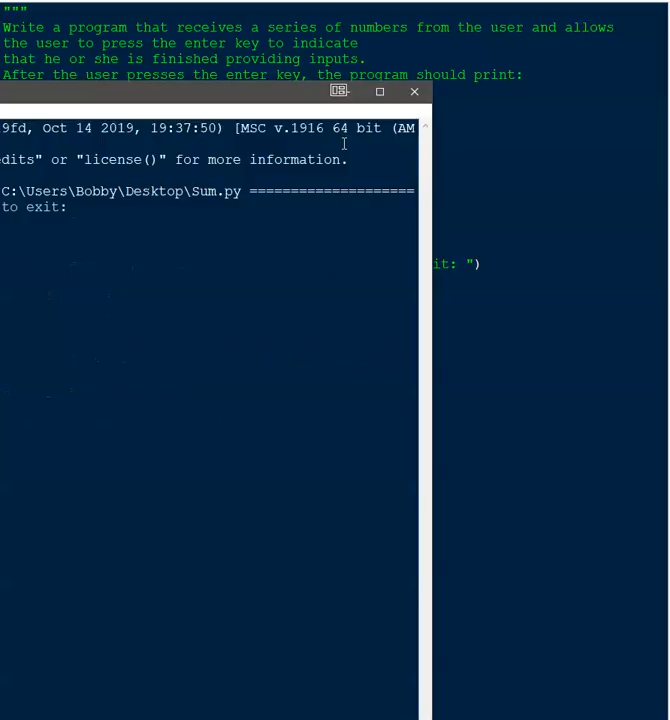 """
Write a program that receives a series of numbers from the user and allows
the user to press the enter key to indicate
that he or she is finished providing inputs.
After the user presses the enter key, the program should print:
9fd, Oct 14 2019, 19:37:50) [MSC v.1916 64 bit (AM
edits" or "license()" for more information.
C:\Users\Bobby\Desktop\Sum.py ====================
to exit:
it: ")